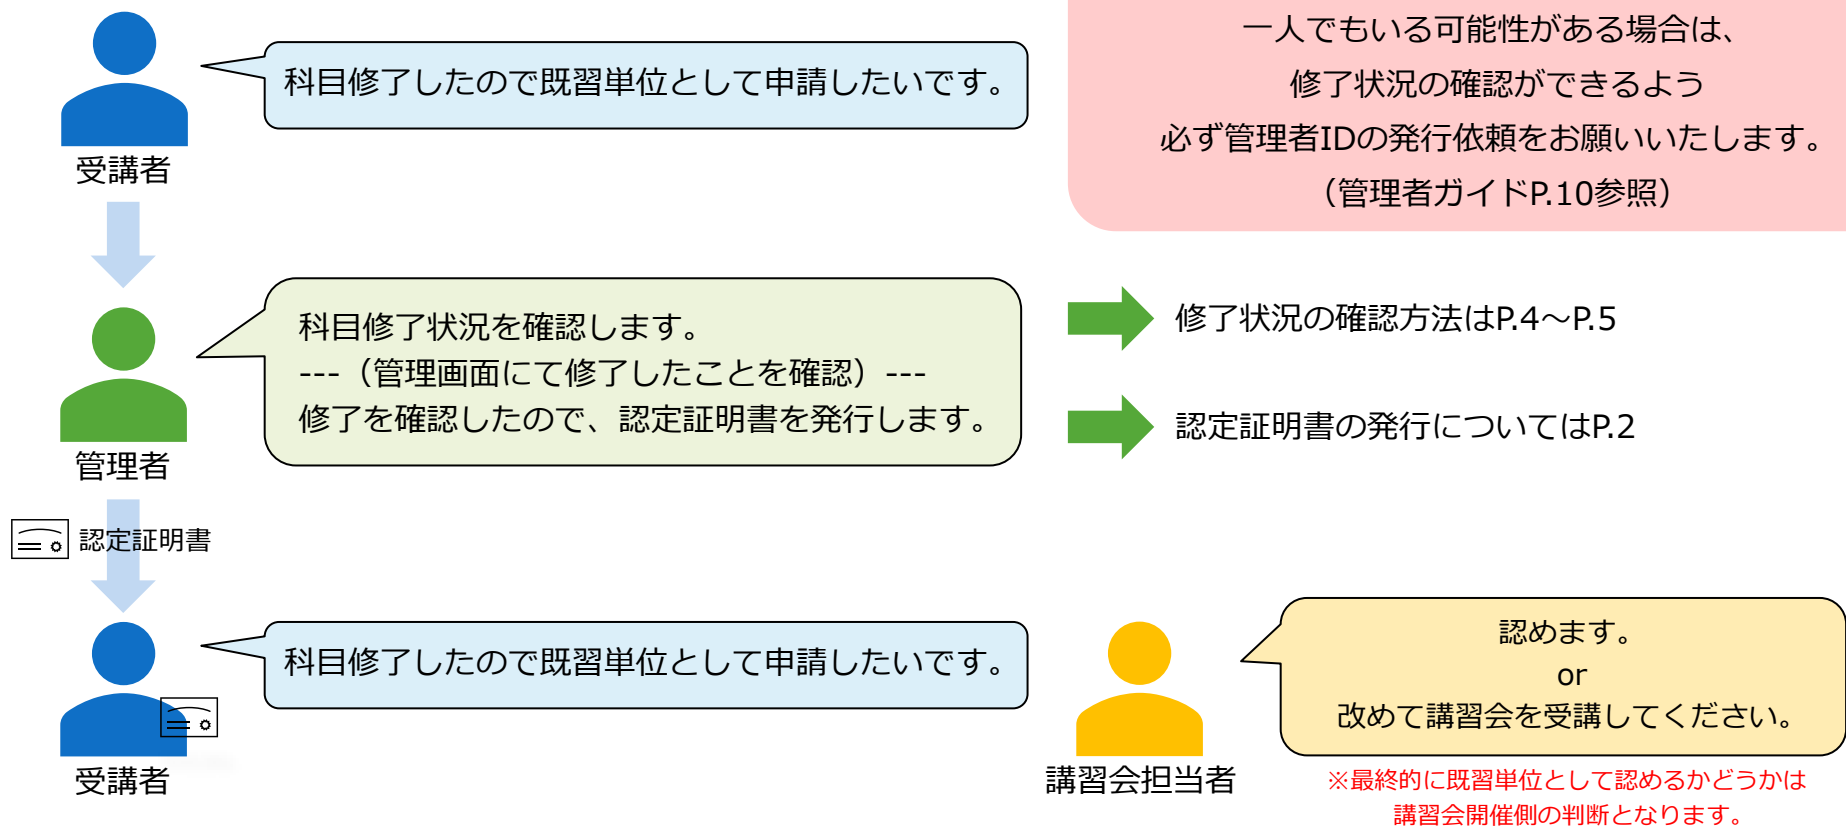 科目修了したので既習単位として申請したいです。
受講者
一人でもいる可能性がある場合は、
修了状況の確認ができるよう
必ず管理者IDの発行依頼をお願いいたします。
（管理者ガイドP.10参照）
科目修了状況を確認します。
---（管理画面にて修了したことを確認）---
修了を確認したので、認定証明書を発行します。
管理者
修了状況の確認方法はP.4～P.5
認定証明書の発行についてはP.2
認定証明書
科目修了したので既習単位として申請したいです。
受講者
認めます。
or
改めて講習会を受講してください。
講習会担当者
※最終的に既習単位として認めるかどうかは
講習会開催側の判断となります。